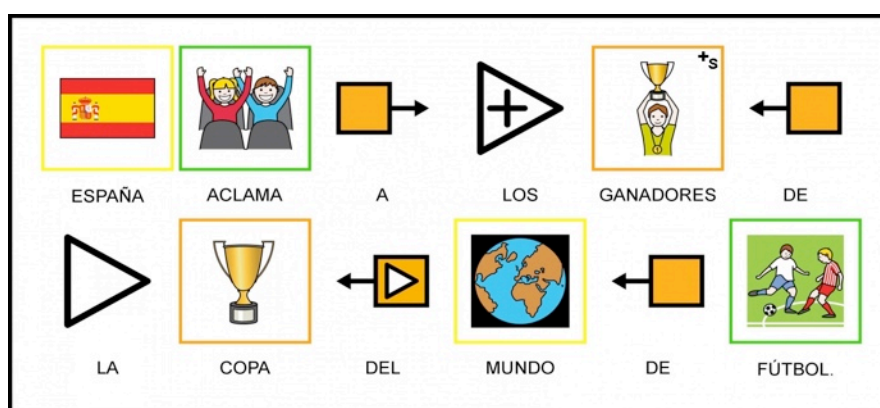 +s
ESPAÑA ACLAMA A LOS GANADORES DE
LA COPA DEL MUNDO DE FÚTBOL.